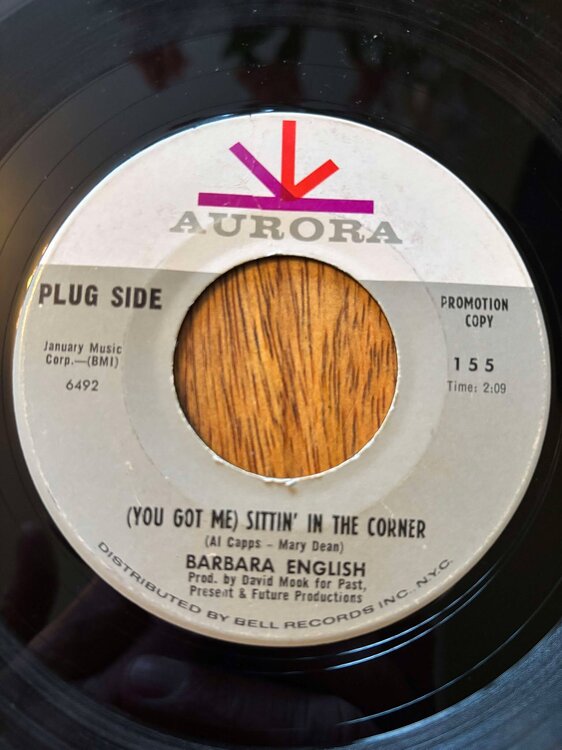 AURORA
PLUG SIDE
PROMOTION
COPY
January Music
Corp.—(BMI)
6492
155
Time: 2:09
(YOU GOT ME) SITTIN' IN THE CORNER
(Al Capps - Mary Dean)
BARBARA ENGLISH
Prod. by David Mook for Past,
Present & Future Productions
DISTRIBUTED BY BELL RECORDS INC., N.Y.C.